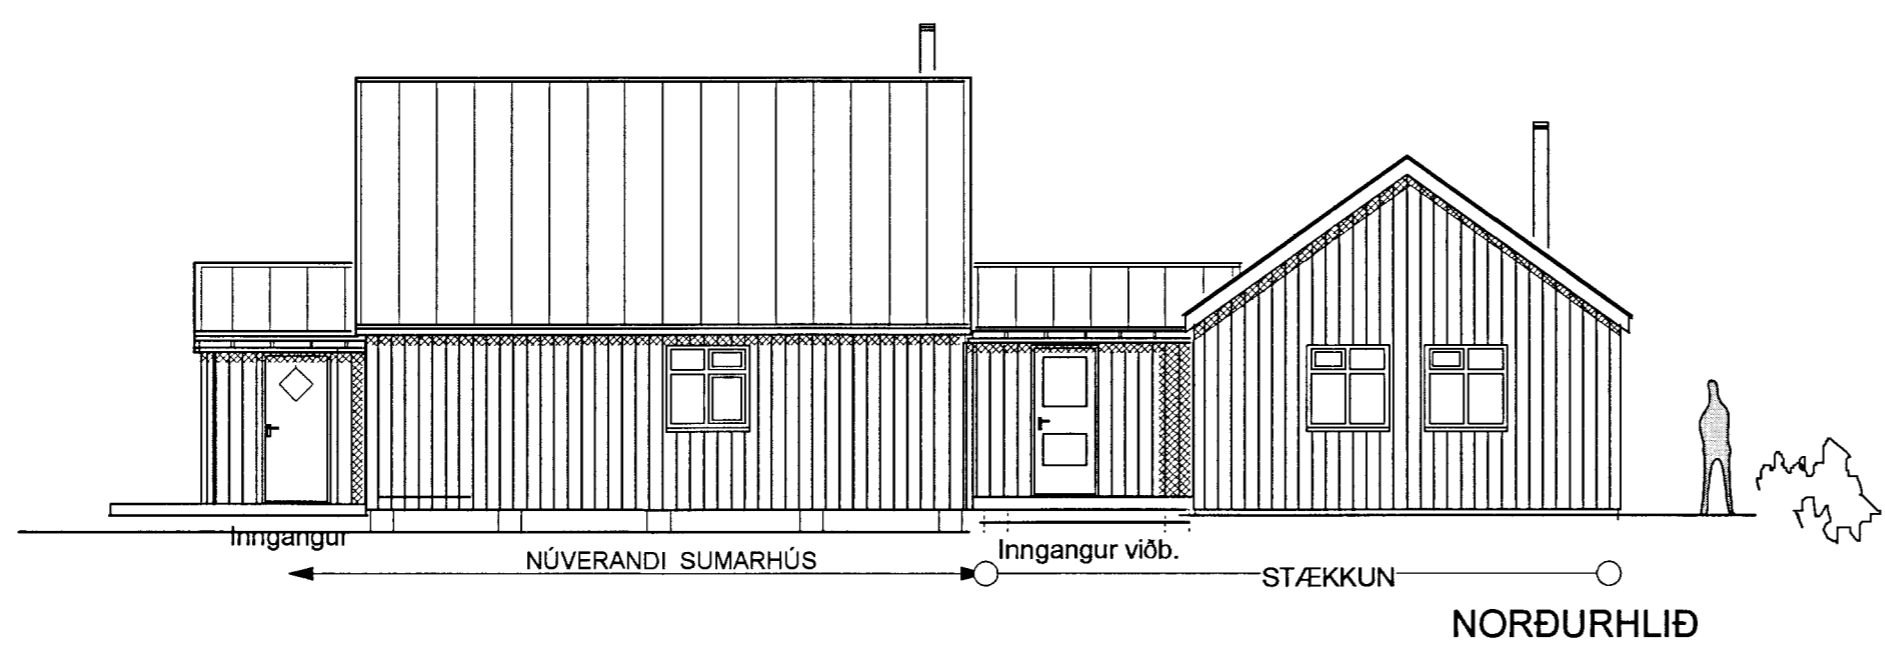 Inngangur
NÚVERANDI SUMARHÚS
Inngangur viðb.
STÆKKUN
NORÐURHLIÐ